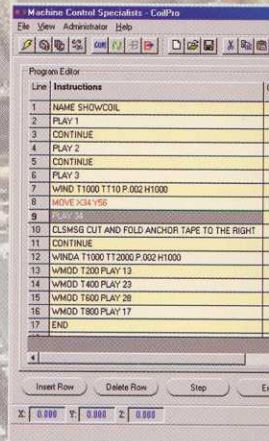 Machine Control Specialists - CoilPro
File View Administrator Help
Program Editor
Line Instructions
1 NAME SHOWCOIL
2 PLAY 1
3 CONTINUE
4 PLAY 2
5 CONTINUE
6 PLAY 3
7 WIND T1000 TT10 P.002 H1000
8 MOVE X34 Y56
9 PLAY 34
10 CLSMSG CUT AND FOLD ANCHOR TAPE TO THE RIGHT
11 CONTINUE
12 WINDA T1000 TT2000 P.002 H1000
13 WMOD T200 PLAY 13
14 WMOD T400 PLAY 23
15 WMOD T600 PLAY 28
16 WMOD T800 PLAY 17
17 END
Insert Row Delete Row Step
X: 0.000 Y: 0.000 Z: 0.000